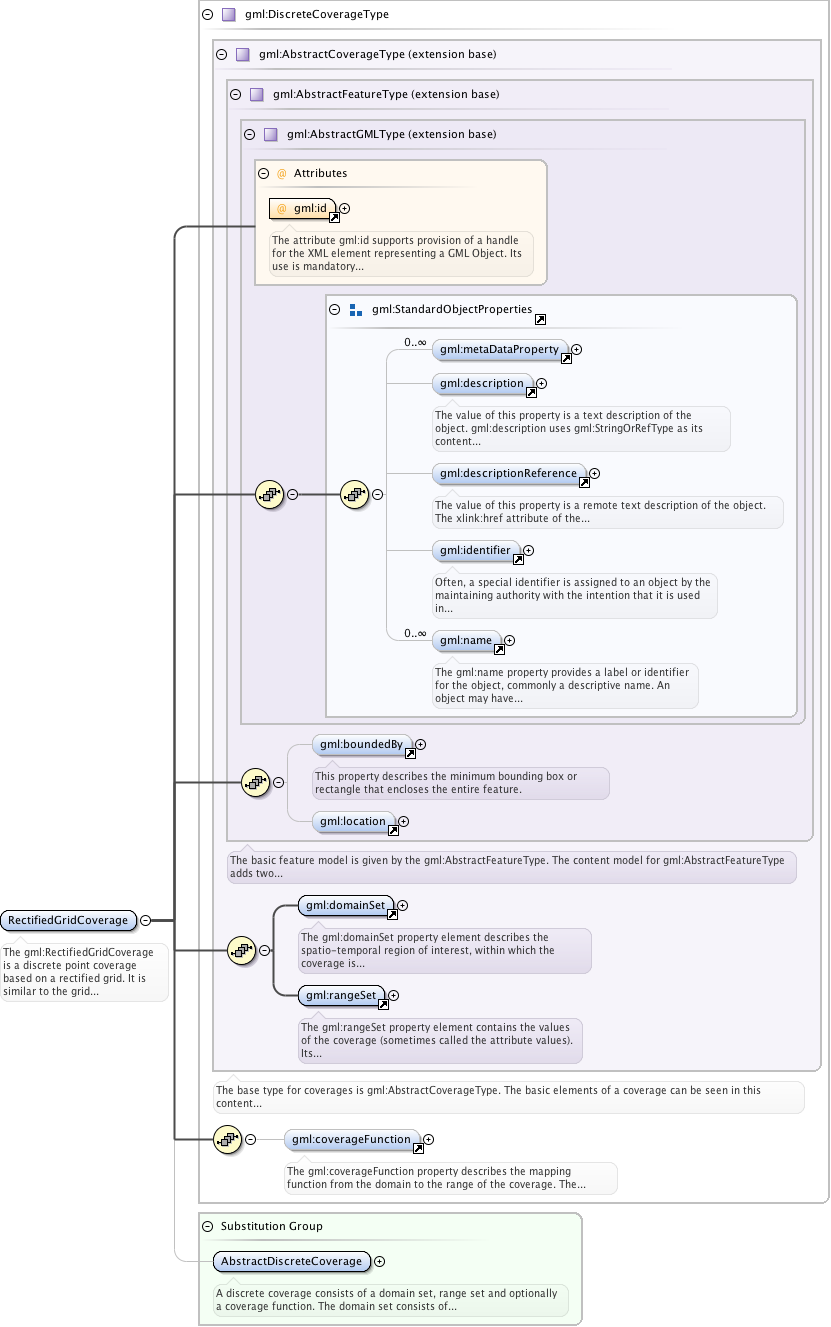 gml:DiscreteCoverageType
gml:AbstractCoverageType (extension base)
gml:AbstractFeatureType (extension base)
gml:AbstractGMLType (extension base)
@ Attributes
@ gml:id
The attribute gml:id supports provision of a handle
for the XML element representing a GML Object. Its
use is mandatory...
gml:StandardObjectProperties
0..∞
gml:metaDataProperty
gml:description
The value of this property is a text description of the
object. gml:description uses gml:StringOrRefType as its
content...
gml:descriptionReference
The value of this property is a remote text description of the object.
The xlink:href attribute of the...
gml:identifier
Often, a special identifier is assigned to an object by the
maintaining authority with the intention that it is used
in...
0..∞
gml:name
The gml:name property provides a label or identifier
for the object, commonly a descriptive name. An
object may have...
gml:boundedBy
This property describes the minimum bounding box or
rectangle that encloses the entire feature.
gml:location
The basic feature model is given by the gml:AbstractFeatureType. The content model for gml:AbstractFeatureType
adds two...
RectifiedGridCoverage
The gml:RectifiedGridCoverage
is a discrete point coverage
based on a rectified grid. It is
similar to the grid...
gml:domainSet
The gml:domainSet property element describes the
spatio-temporal region of interest, within which the
coverage is...
gml:rangeSet
The gml:rangeSet property element contains the values
of the coverage (sometimes called the attribute values).
Its...
The base type for coverages is gml:AbstractCoverageType. The basic elements of a coverage can be seen in this
content...
gml:coverageFunction
The gml:coverageFunction property describes the mapping
function from the domain to the range of the coverage. The...
Substitution Group
AbstractDiscreteCoverage
A discrete coverage consists of a domain set, range set and optionally
a coverage function. The domain set consists of...